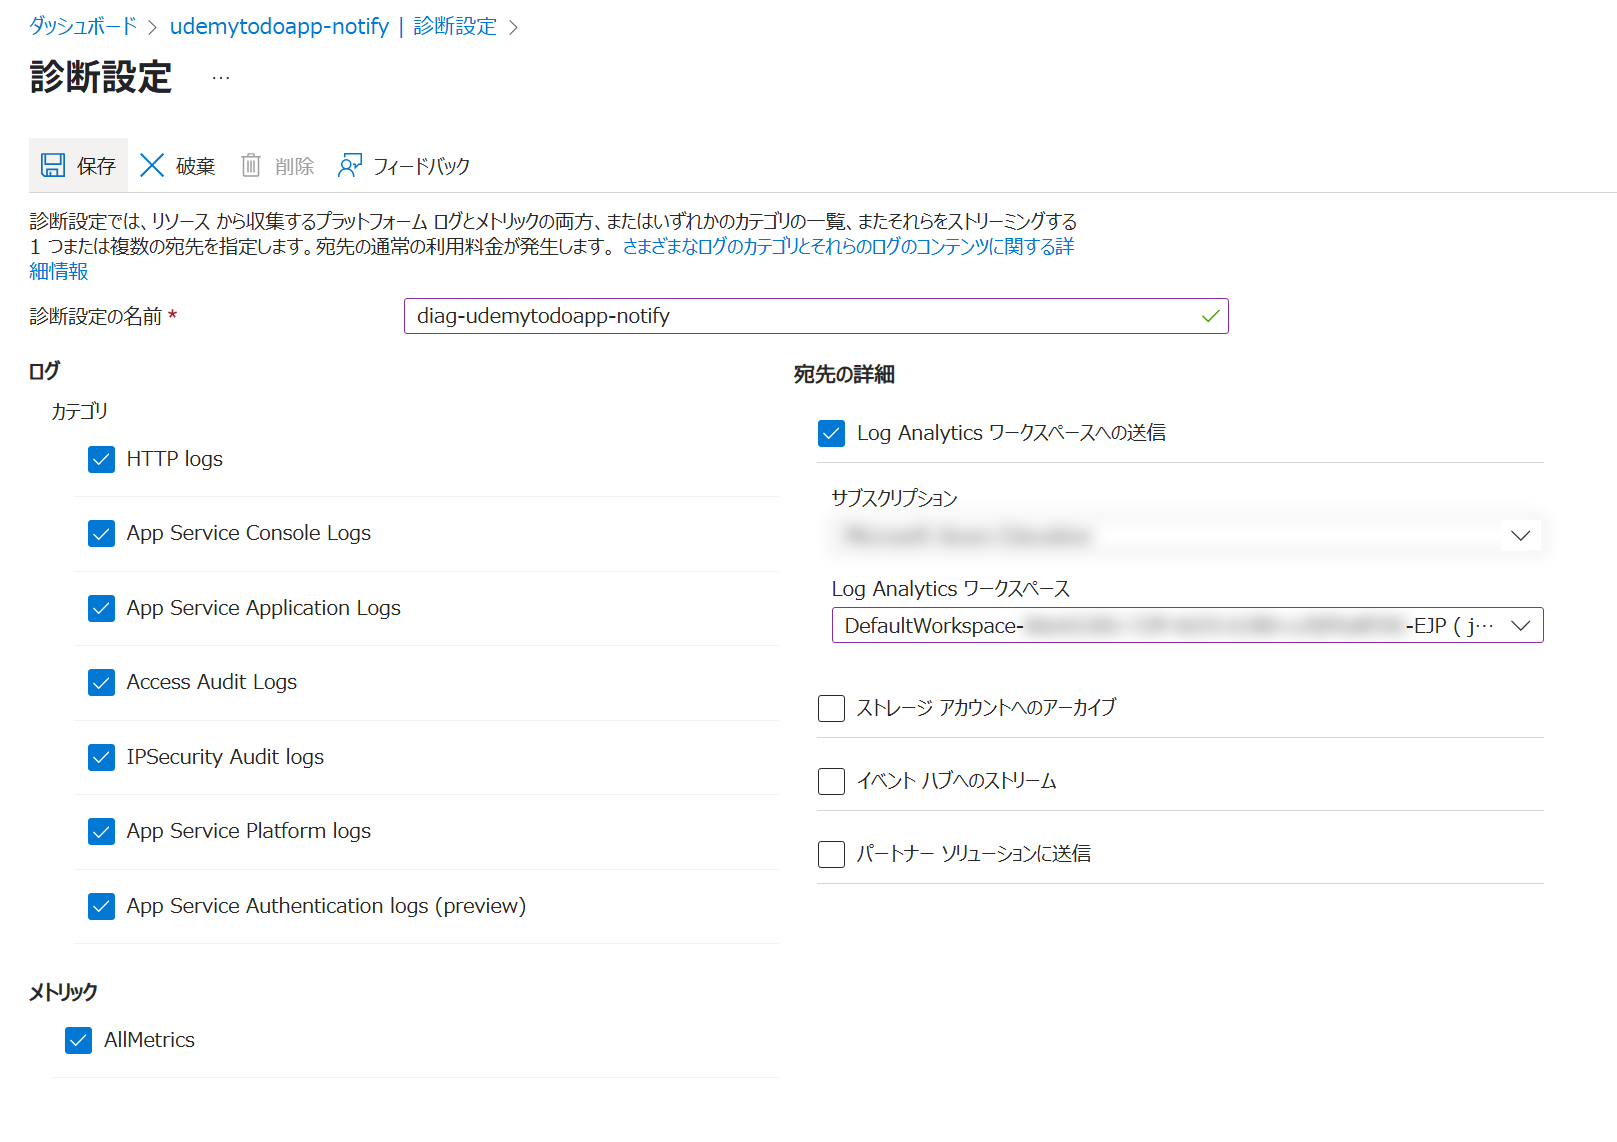 ダッシュボード > udemytodoapp-notify | 診断設定 >
診断設定 …
保存 破棄 削除 フィードバック
診断設定では、リソース から収集するプラットフォーム ログとメトリックの両方、またはいずれかのカテゴリの一覧、またそれらをストリーミングする
1 つまたは複数の宛先を指定します。宛先の通常の利用料金が発生します。さまざまなログのカテゴリとそれらのログのコンテンツに関する詳
細情報
診断設定の名前 *
diag-udemytodoapp-notify
ログ
カテゴリ
HTTP logs
App Service Console Logs
App Service Application Logs
Access Audit Logs
IPSecurity Audit logs
App Service Platform logs
App Service Authentication logs (preview)
メトリック
AllMetrics
宛先の詳細
Log Analytics ワークスペースへの送信
サブスクリプション
Log Analytics ワークスペース
DefaultWorkspace- -EJP ( j…
ストレージ アカウントへのアーカイブ
イベント ハブへのストリーム
パートナー ソリューションに送信